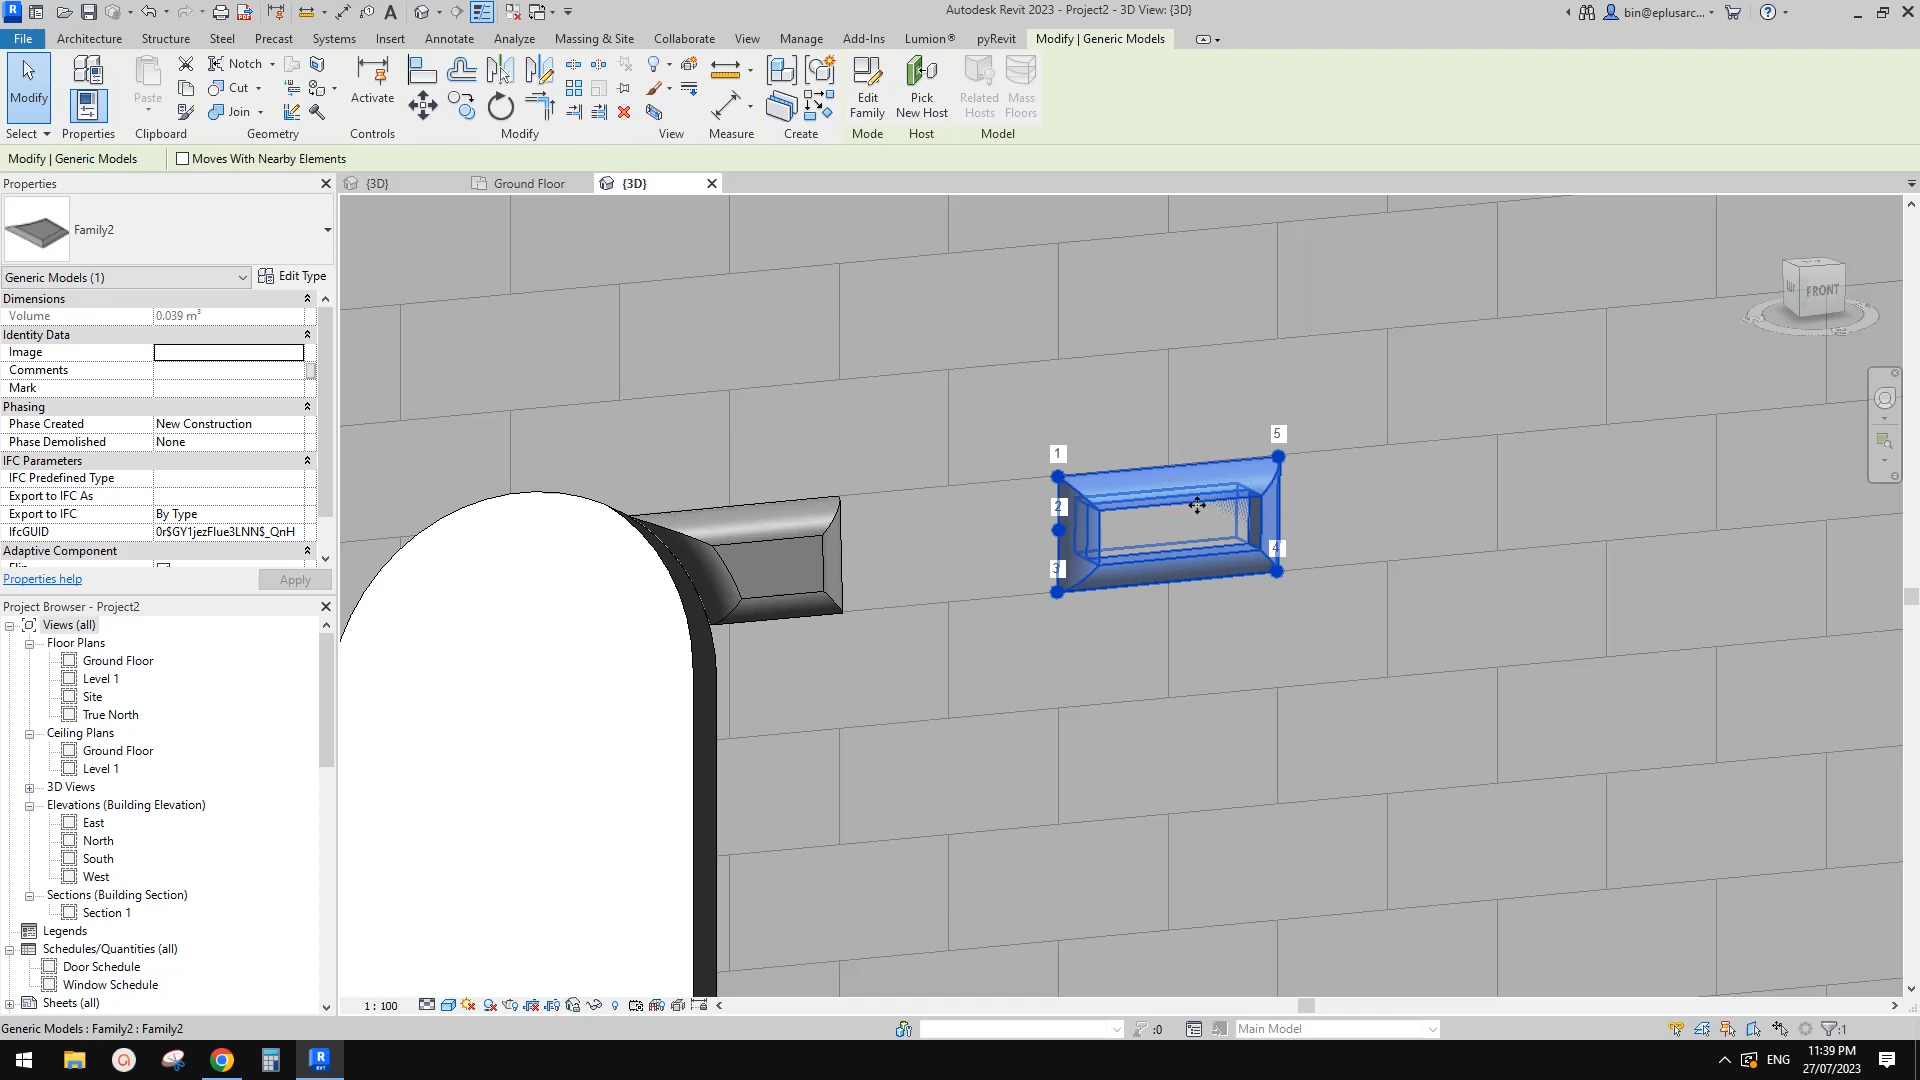 Autodesk Revit 2023 - Project2 - 3D View: {3D}
bin@eplusarc...
File Architecture Structure Steel Precast Systems Insert Annotate Analyze Massing & Site Collaborate View Manage Add-Ins Lumion® pyRevit Modify | Generic Models
Modify
Paste
Notch
Cut
Join
Activate
Edit Family
Pick New Host
Related Hosts
Mass Floors
Select Properties Clipboard Geometry Controls Modify View Measure Create Mode Host Model
Modify | Generic Models Moves With Nearby Elements
Properties
{3D} Ground Floor {3D}
Family2
Generic Models (1) Edit Type
Dimensions
Volume 0.039 m³
Identity Data
Image
Comments
Mark
Phasing
Phase Created New Construction
Phase Demolished None
IFC Parameters
IFC Predefined Type
Export to IFC As
Export to IFC By Type
IfcGUID 0r$GY1jezFlue3LNN$_QnH
Adaptive Component
Properties help Apply
Project Browser - Project2
Views (all)
Floor Plans
Ground Floor
Level 1
Site
True North
Ceiling Plans
Ground Floor
Level 1
3D Views
Elevations (Building Elevation)
East
North
South
West
Sections (Building Section)
Section 1
Legends
Schedules/Quantities (all)
Door Schedule
Window Schedule
Sheets (all)
FRONT
1
2
3
4
5
1 : 100
Generic Models : Family2 : Family2
:0
Main Model
:1
ENG
11:39 PM
27/07/2023